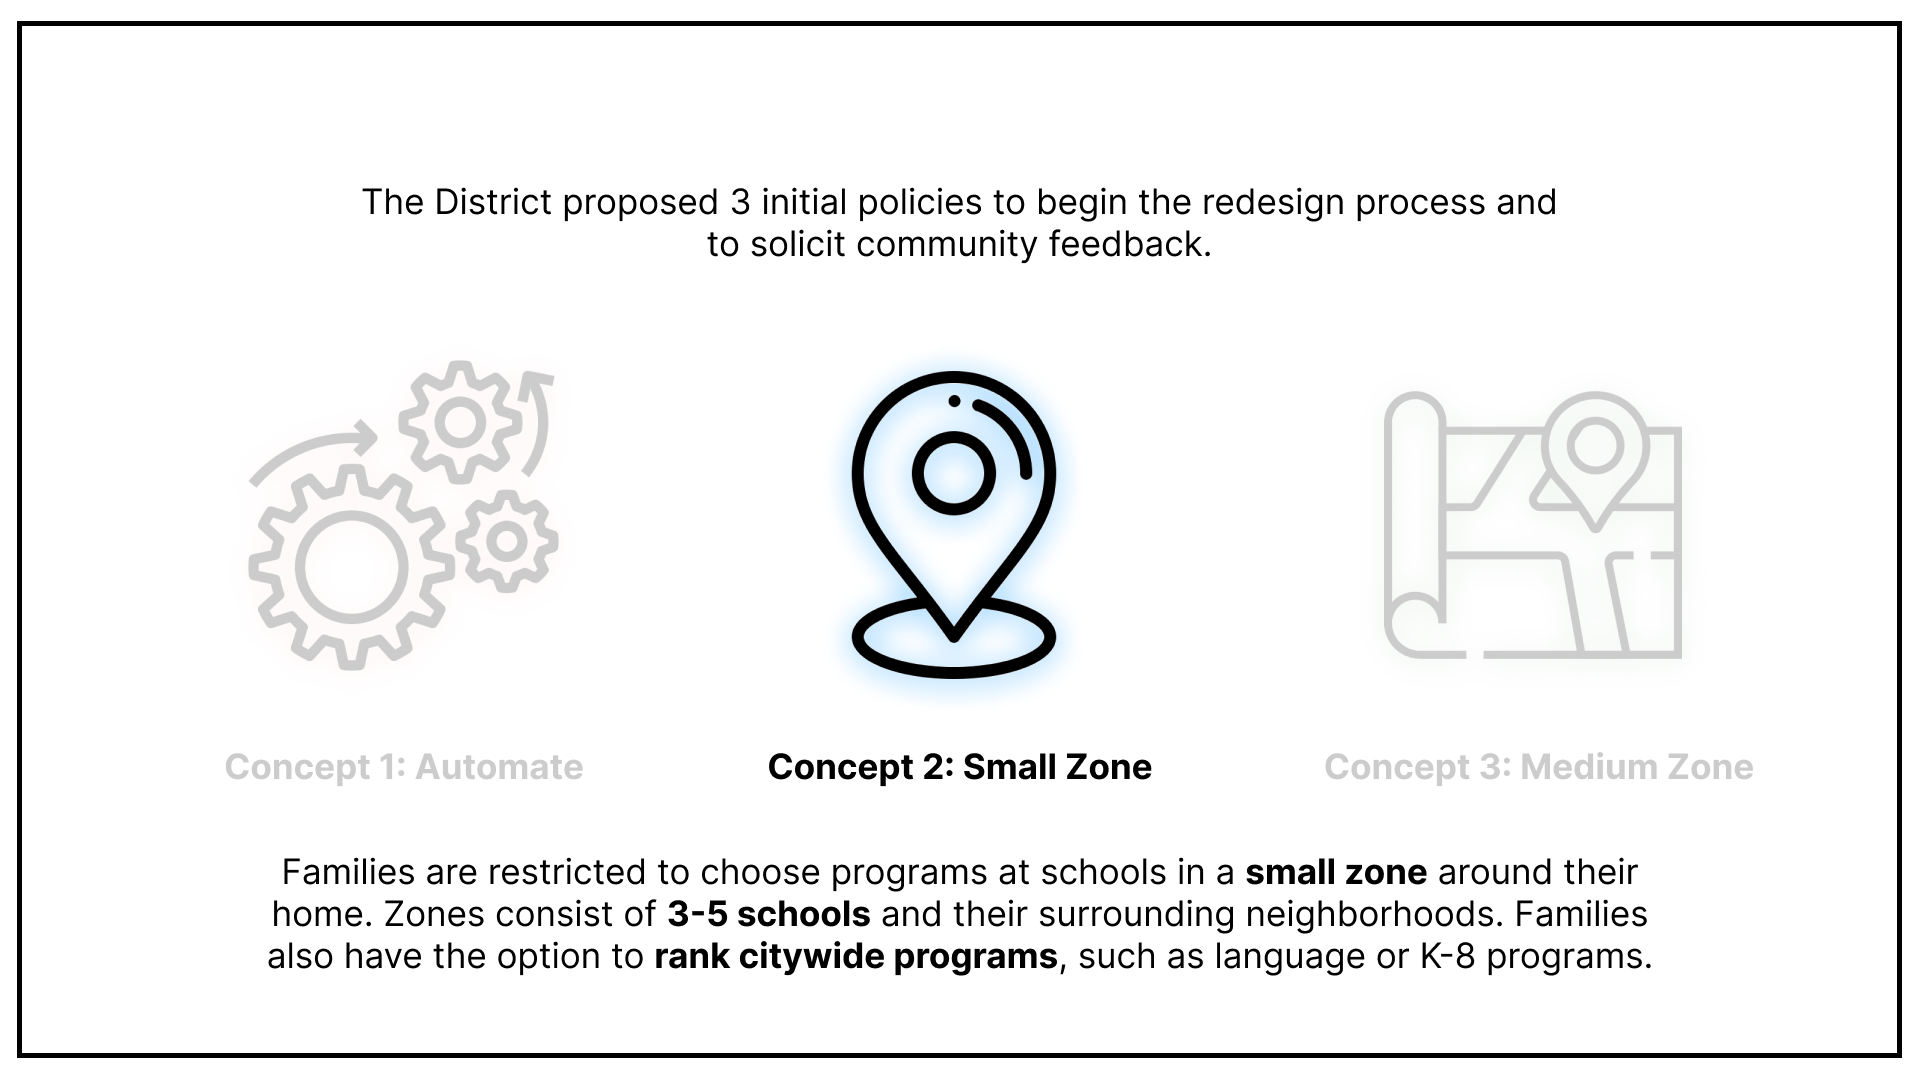 The District proposed 3 initial policies to begin the redesign process and
to solicit community feedback.
Concept 1: Automate
Concept 2: Small Zone
Concept 3: Medium Zone
Families are restricted to choose programs at schools in a small zone around their
home. Zones consist of 3-5 schools and their surrounding neighborhoods. Families
also have the option to rank citywide programs, such as language or K-8 programs.